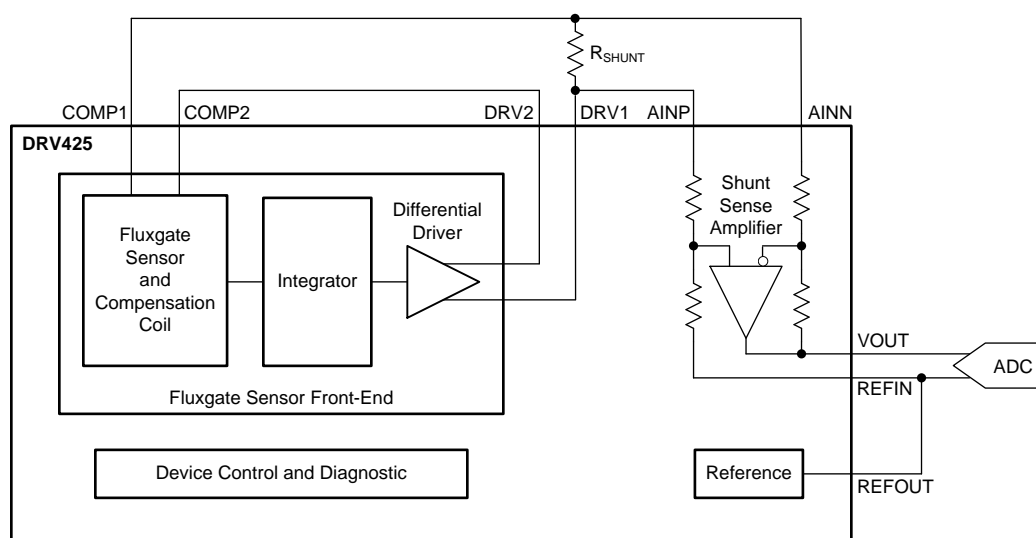 RSHUNT
COMP1
COMP2
DRV2
DRV1
AINP
AINN
DRV425
Fluxgate
Sensor
and
Compensation
Coil
Integrator
Differential
Driver
Fluxgate Sensor Front-End
Shunt
Sense
Amplifier
VOUT
ADC
REFIN
Device Control and Diagnostic
Reference
REFOUT